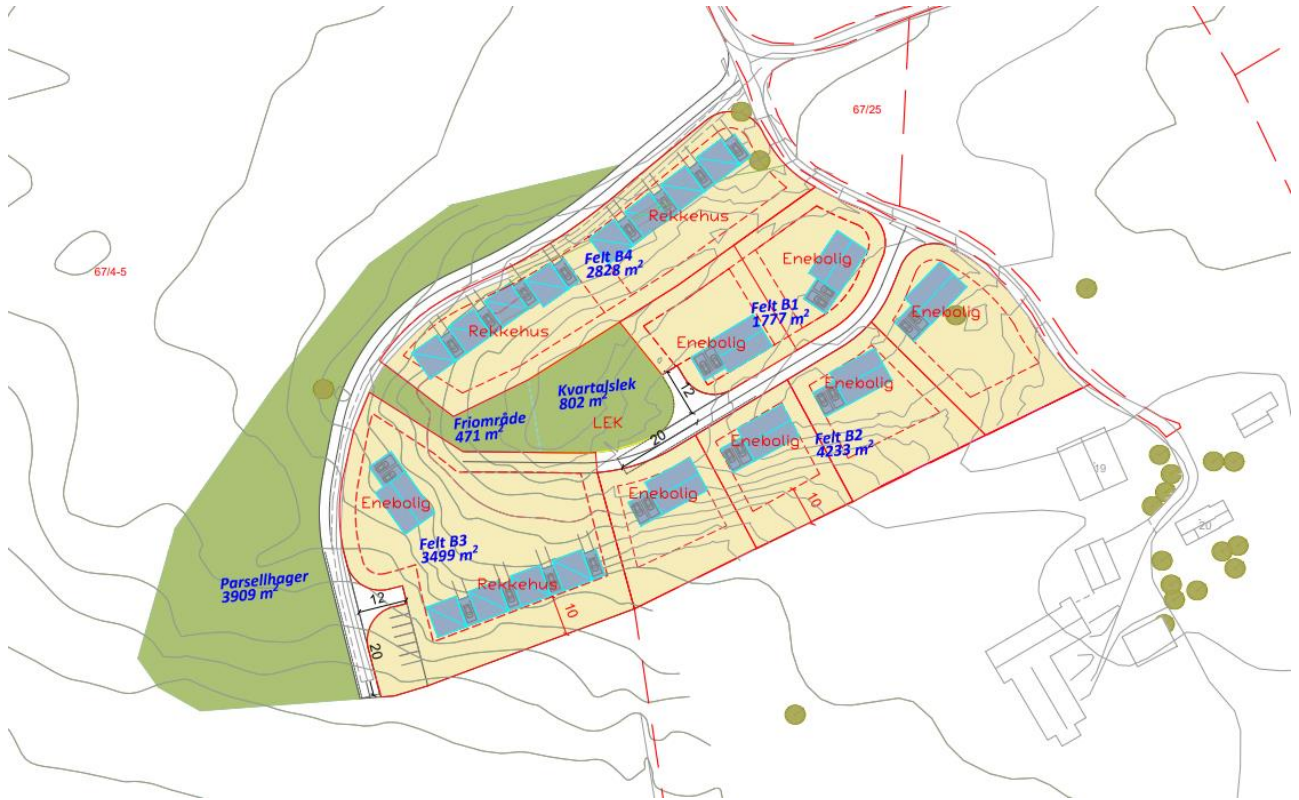 67/25
Rekkehus
Felt B4
2828 m²
67/4-5
Enebolig
Enebolig
Felt B1
1777 m²
Enebolig
Rekkehus
Enebolig
Kvartalslek
802 m²
12
Friområde
471 m²
LEK
20
Enebolig
Felt B2
4233 m²
19
Enebolig
Enebolig
10
20
Felt B3
3499 m²
Parsellhager
3909 m²
Rekkehus
12
10
20